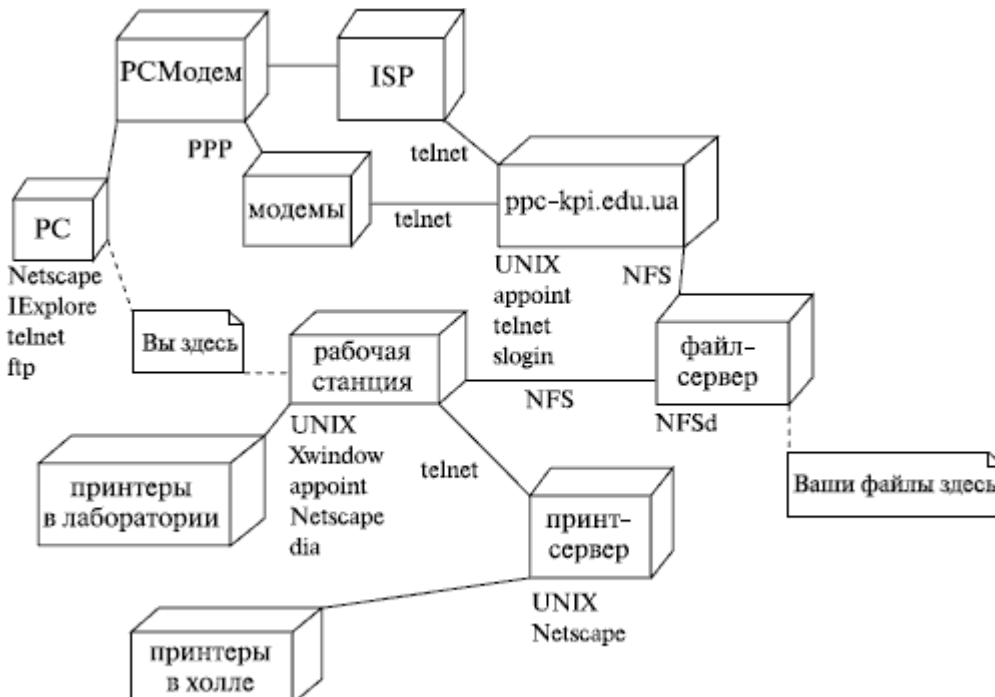 РСМодем
ISP
PPP
telnet
модемы
telnet
ppc-kpi.edu.ua
PC
Netscape
IExplore
telnet
ftp
UNIX
appoint
telnet
slogin
NFS
Вы здесь
рабочая
станция
файл-
сервер
NFS
NFSd
UNIX
Xwindow
appoint
Netscape
dia
telnet
принтеры
в лаборатории
Ваши файлы здесь
принт-
сервер
UNIX
Netscape
принтеры
в холле